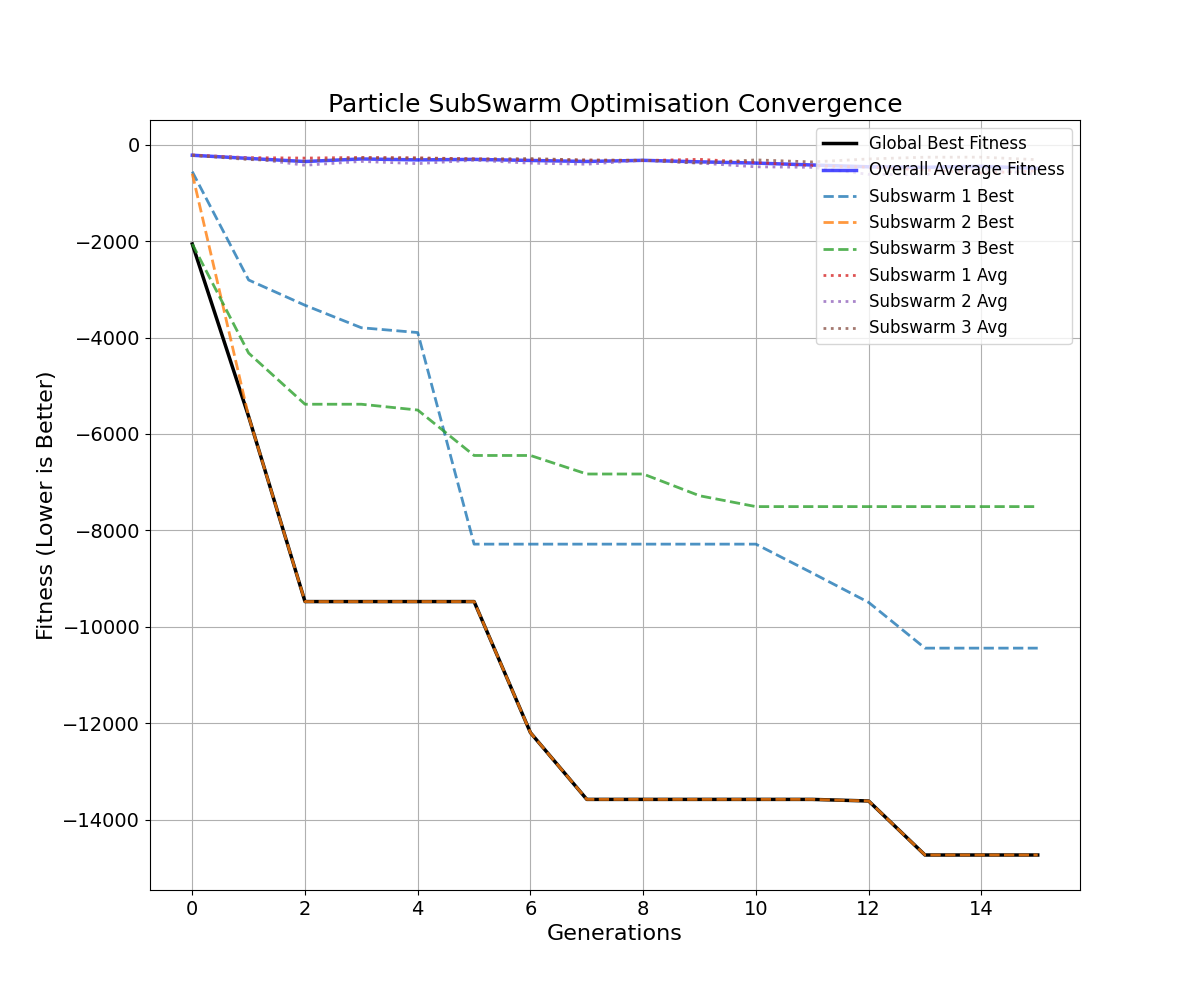 Particle SubSwarm Optimisation Convergence
Fitness (Lower is Better)
0
−2000
−4000
−6000
−8000
−10000
−12000
−14000
Global Best Fitness
Overall Average Fitness
Subswarm 1 Best
Subswarm 2 Best
Subswarm 3 Best
Subswarm 1 Avg
Subswarm 2 Avg
Subswarm 3 Avg
0 2 4 6 8 10 12 14
Generations